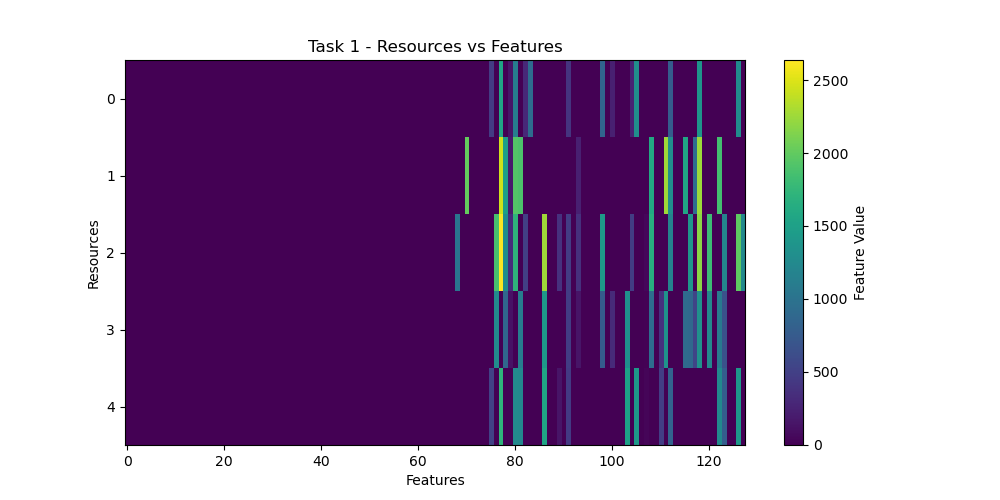 Task 1 - Resources vs Features
Resources
0
1
2
3
4
0 20 40 60 80 100 120
Features
2500
2000
1500
1000
500
0
Feature Value